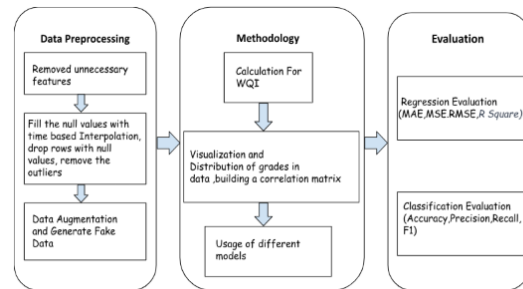 Data Preprocessing
Removed unnecessary
features
Fill the null values with
time based Interpolation,
drop rows with null
values, remove the
outliers
Data Augmentation
and Generate Fake
Data
Methodology
Calculation For
WQI
Visualization and
Distribution of grades in
data ,building a correlation matrix
Usage of different
models
Evaluation
Regression Evaluation
(MAE,MSE.RMSE,R Square)
Classification Evaluation
(Accuracy,Precision,Recall,
F1)